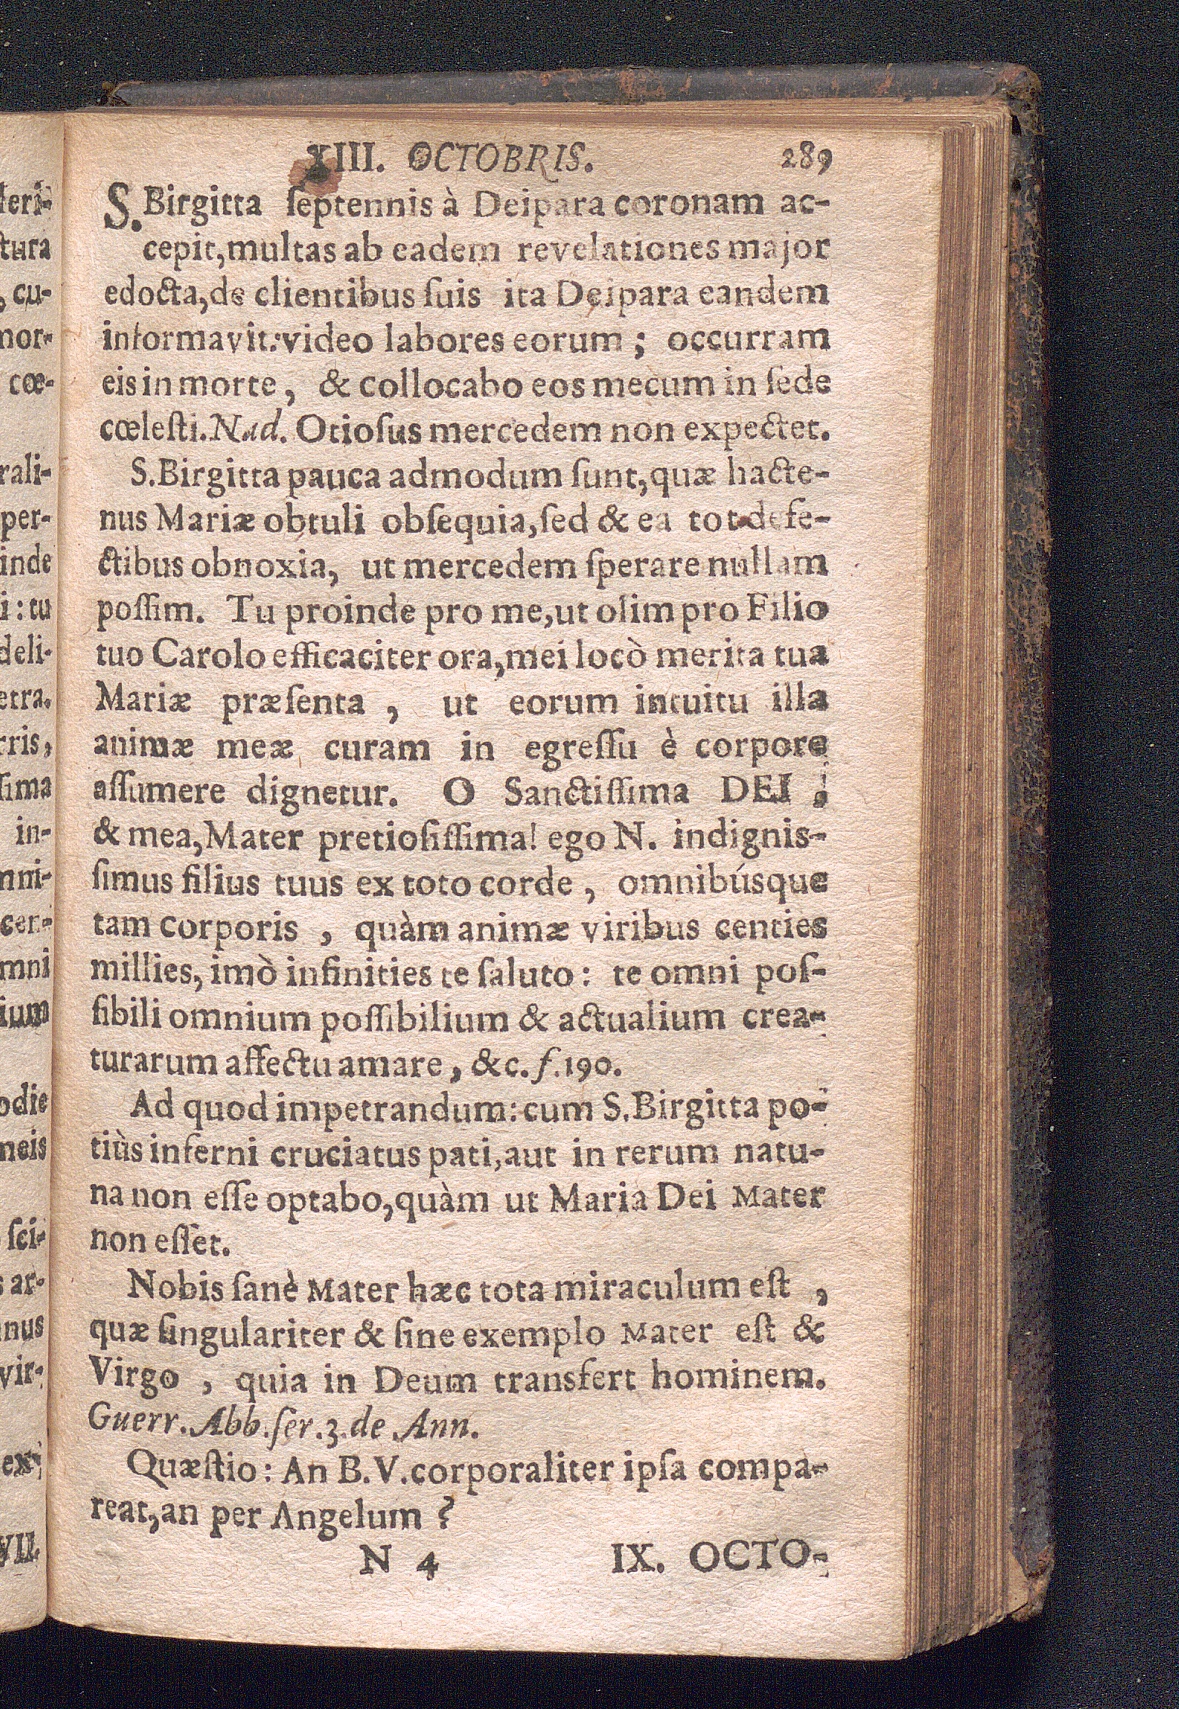 XIII. OCTOBRIS. 289
S. Birgitta ſeptennis à Deipara coronam ac-
cepit, multas ab eadem revelationes major
edocta, de clientibus ſuis ita Deipara eandem
informavit: video labores eorum ; occurram
eis in morte, & collocabo eos mecum in ſede
cœleſti. Nad. Otioſus mercedem non expectet.
S. Birgitta pauca admodum ſunt, quæ hacte-
nus Mariæ obtuli obſequia, ſed & ea tot defe-
ctibus obnoxia, ut mercedem ſperare nullam
poſſim. Tu proinde pro me, ut olim pro Filio
tuo Carolo efficaciter ora, mei locò merita tua
Mariæ præſenta , ut eorum intuitu illa
animæ meæ curam in egreſſu è corpore
aſſumere dignetur. O Sanctiſſima DEI ,
& mea, Mater pretioſiſſima! ego N. indignis-
ſimus filius tuus ex toto corde , omnibúsque
tam corporis , quàm animæ viribus centies
millies, imò infinities te ſaluto: te omni poſ-
ſibili omnium poſſibilium & actualium crea-
turarum affectu amare, &c. f. 190.
Ad quod impetrandum: cum S. Birgitta po-
tiùs inferni cruciatus pati, aut in rerum natu-
na non eſſe optabo, quàm ut Maria Dei Mater
non eſſet.
Nobis ſanè Mater hæc tota miraculum eſt ,
quæ ſingulariter & ſine exemplo Mater eſt &
Virgo , quia in Deum transfert hominem.
Guerr. Abb. ſer. 3. de Ann.
Quæſtio: An B. V. corporaliter ipſa compa-
reat, an per Angelum ?
N 4 IX. OCTO-